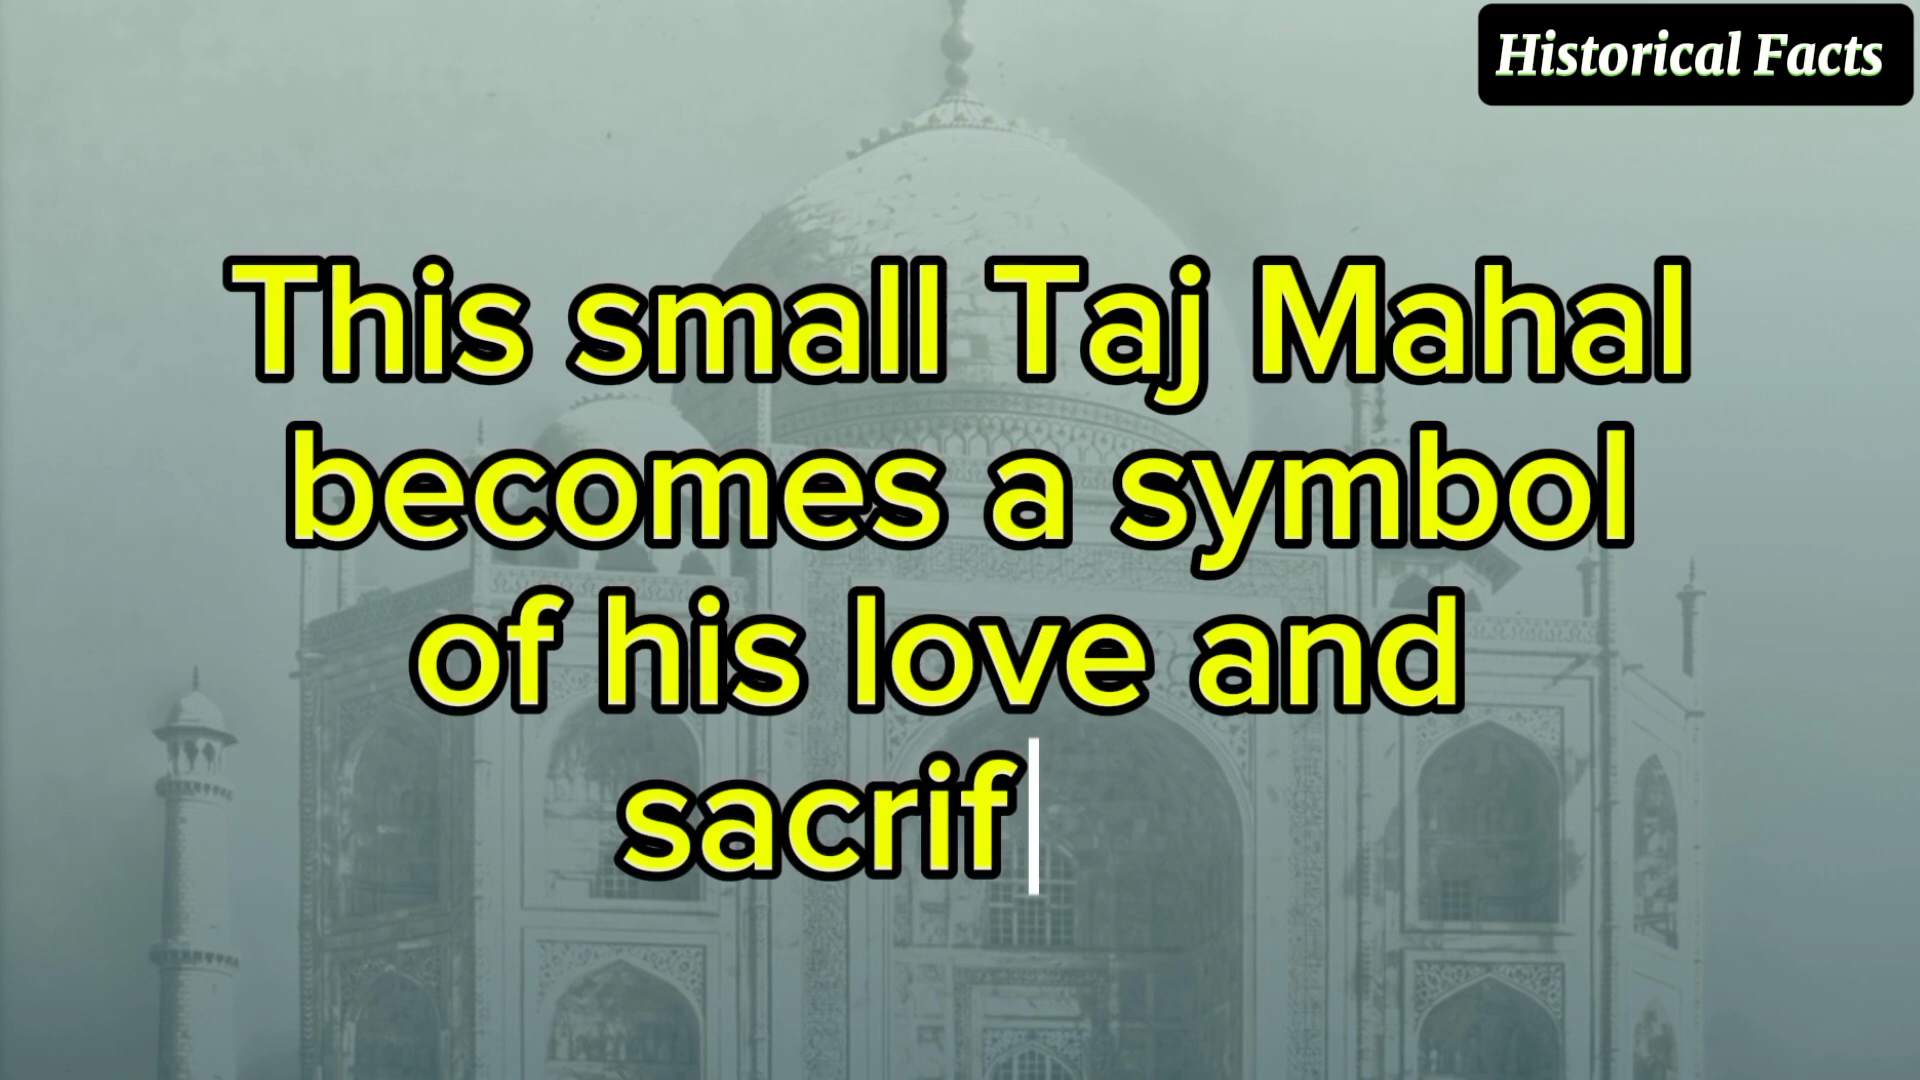 Historical Facts
This small Taj Mahal
becomes a symbol
of his love and
sacrif